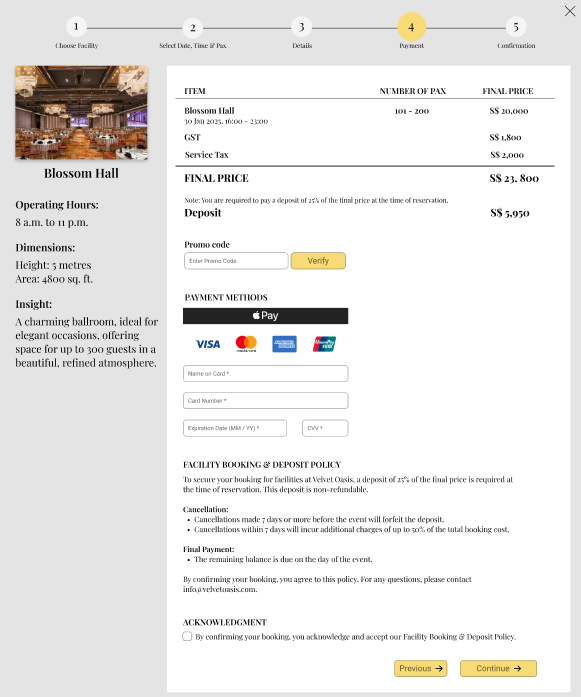 1
2
3
4
5
Choose Facility
Select Date, Time & Pax
Details
Payment
Confirmation
Blossom Hall
Operating Hours:
8 a.m. to 11 p.m.
Dimensions:
Height: 5 metres
Area: 4800 sq. ft.
Insight:
A charming ballroom, ideal for
elegant occasions, offering
space for up to 300 guests in a
beautiful, refined atmosphere.
ITEM NUMBER OF PAX FINAL PRICE
Blossom Hall 101 - 200 S$ 20,000
30 Jan 2025, 16:00 - 23:00
GST S$ 1,800
Service Tax S$ 2,000
FINAL PRICE S$ 23, 800
Note: You are required to pay a deposit of 25% of the final price at the time of reservation.
Deposit S$ 5,950
Promo code
Enter Promo Code Verify
PAYMENT METHODS
Pay
VISA mastercard AMERICAN EXPRESS UnionPay
Name on Card *
Card Number *
Expiration Date (MM / YY) * CVV *
FACILITY BOOKING & DEPOSIT POLICY
To secure your booking for facilities at Velvet Oasis, a deposit of 25% of the final price is required at
the time of reservation. This deposit is non-refundable.
Cancellation:
• Cancellations made 7 days or more before the event will forfeit the deposit.
• Cancellations within 7 days will incur additional charges of up to 50% of the total booking cost.
Final Payment:
• The remaining balance is due on the day of the event.
By confirming your booking, you agree to this policy. For any questions, please contact
info@velvetoasis.com.
ACKNOWLEDGMENT
By confirming your booking, you acknowledge and accept our Facility Booking & Deposit Policy.
Previous → Continue →